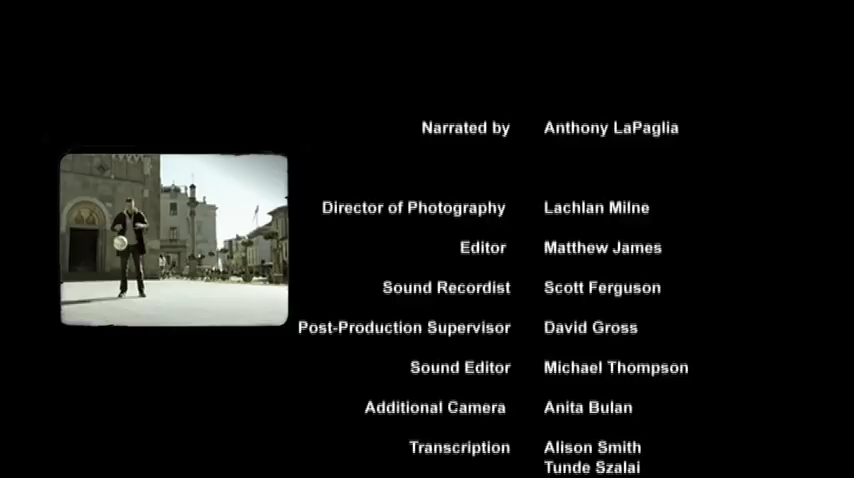 Narrated by Anthony LaPaglia
Director of Photography Lachlan Milne
Editor Matthew James
Sound Recordist Scott Ferguson
Post-Production Supervisor David Gross
Sound Editor Michael Thompson
Additional Camera Anita Bulan
Transcription Alison Smith
Tunde Szalai